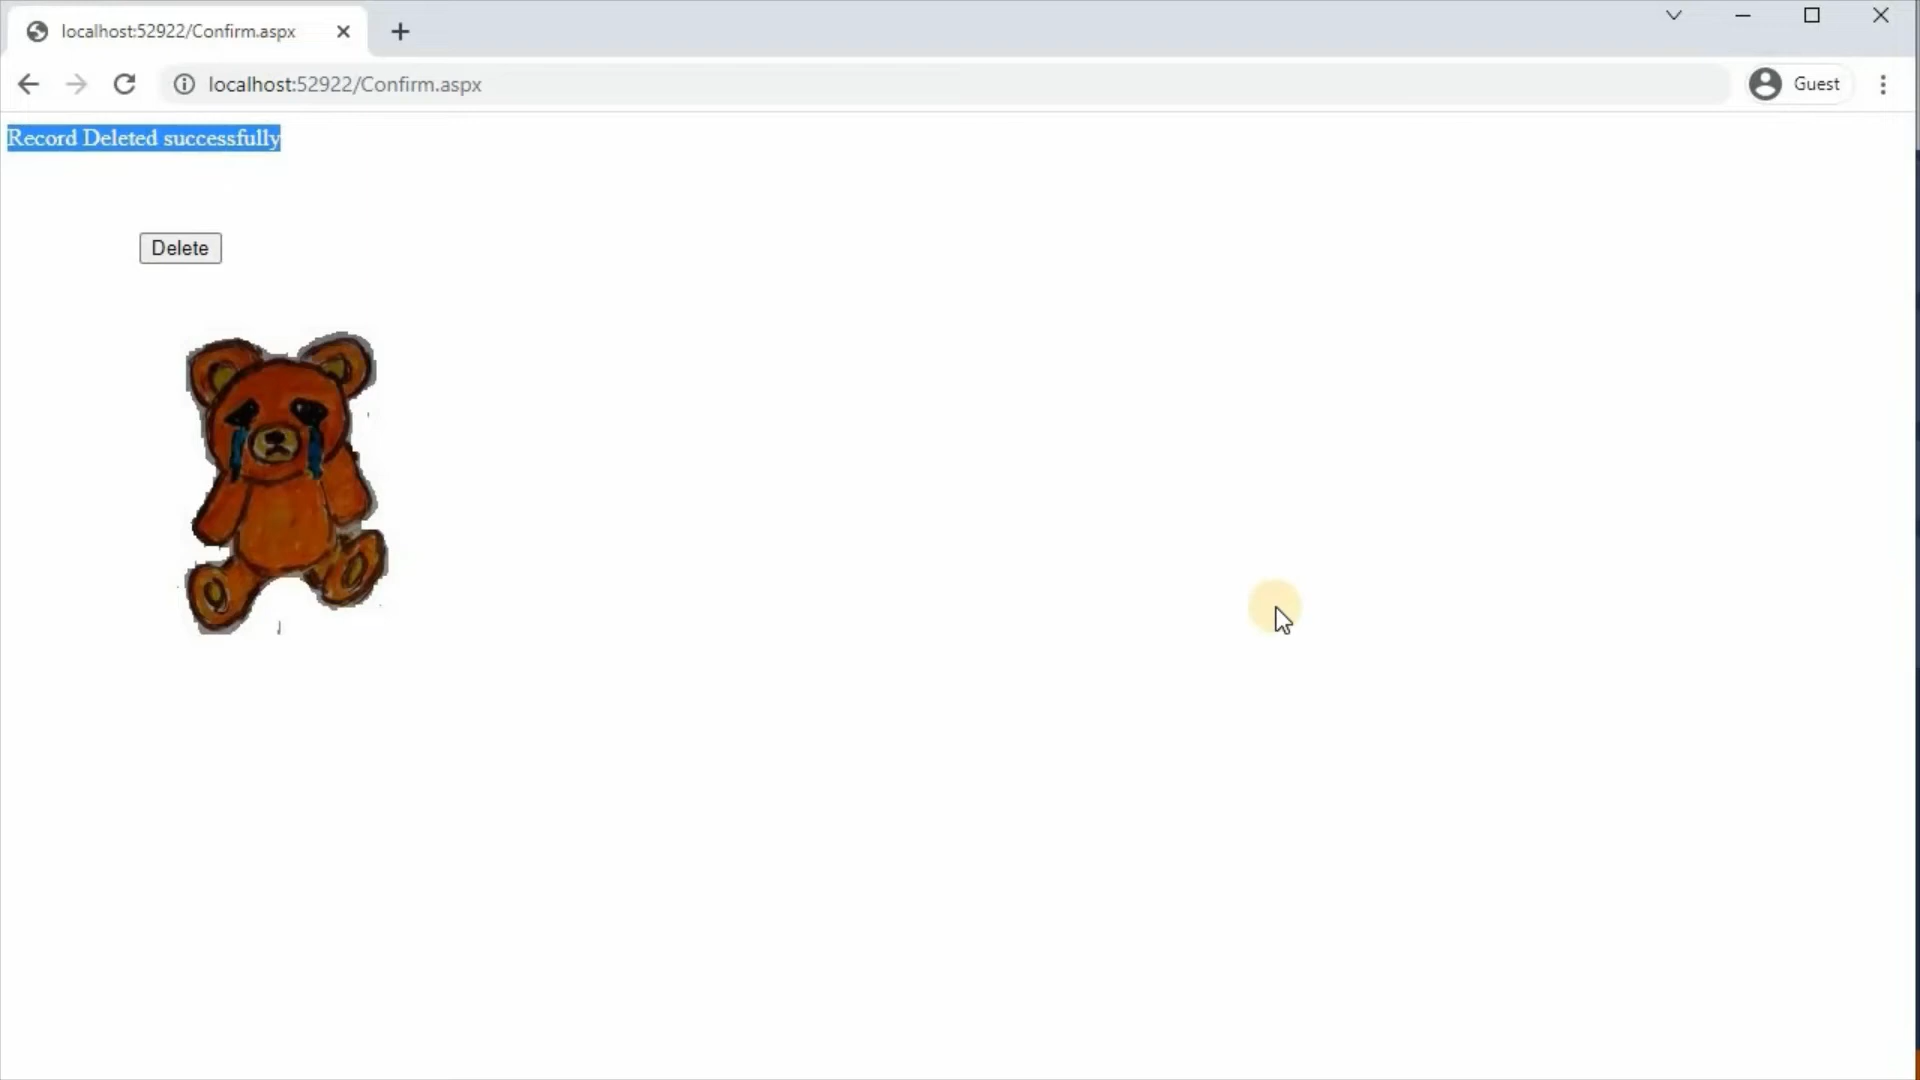 localhost:52922/Confirm.aspx
localhost:52922/Confirm.aspx
Guest
Record Deleted successfully
Delete